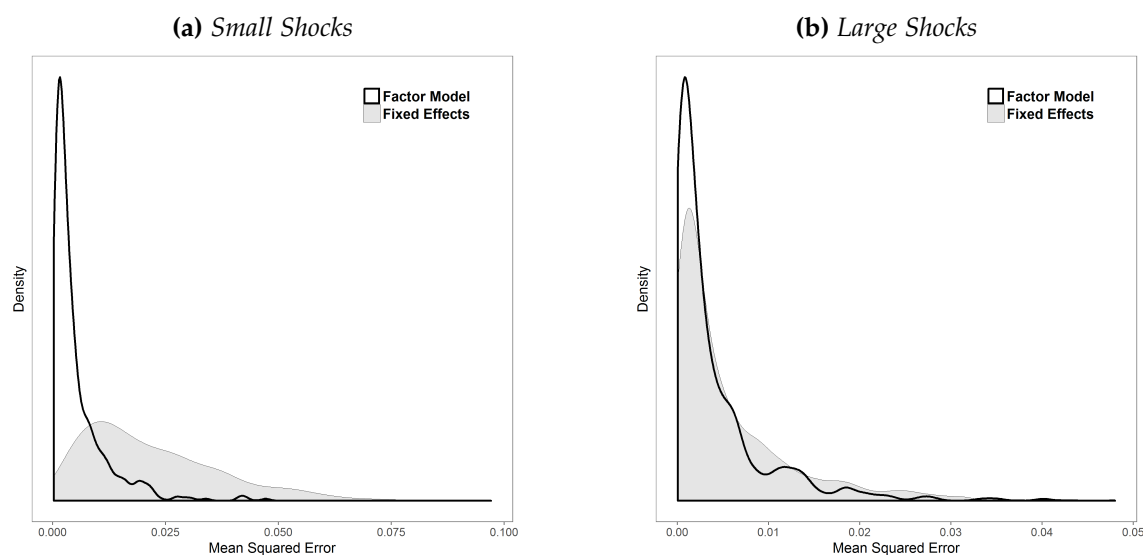 (a) Small Shocks
Factor Model
Fixed Effects
Density
0.000 0.025 0.050 0.075 0.100
Mean Squared Error
(b) Large Shocks
Factor Model
Fixed Effects
Density
0.00 0.01 0.02 0.03 0.04 0.05
Mean Squared Error